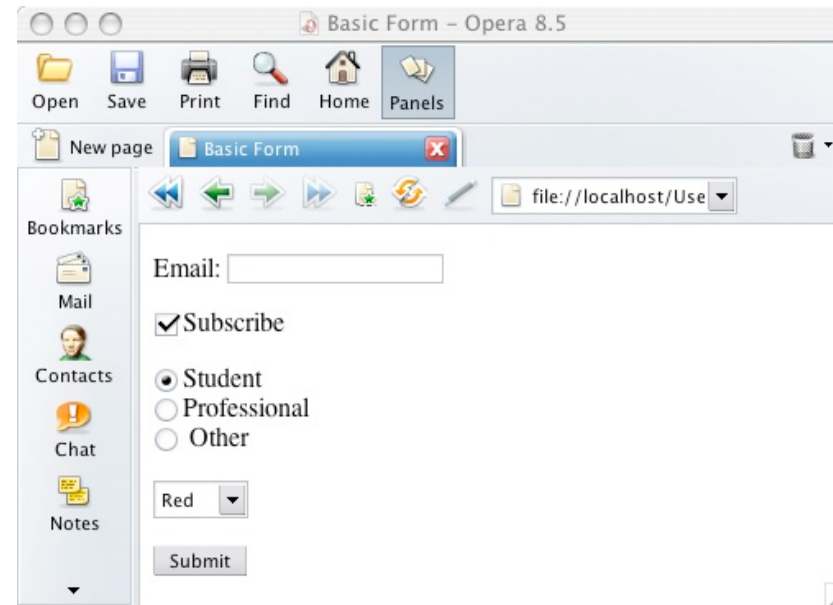 Basic Form – Opera 8.5
Open Save Print Find Home Panels
New page Basic Form
file://localhost/Use
Bookmarks
Mail
Contacts
Chat
Notes
Email:
Subscribe
Student
Professional
Other
Red
Submit